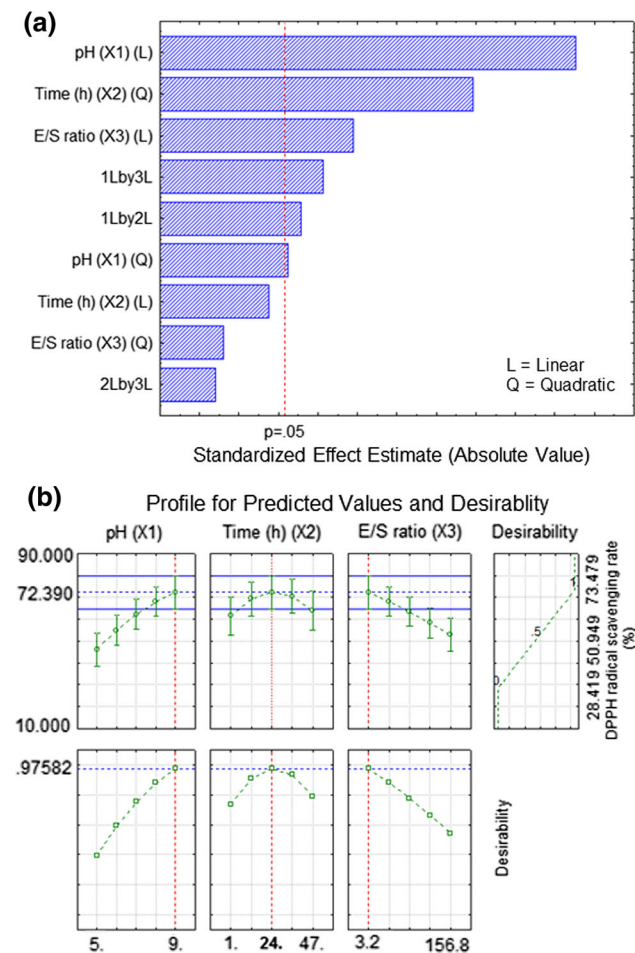 (a)
pH (X1) (L)
Time (h) (X2) (Q)
E/S ratio (X3) (L)
1Lby3L
1Lby2L
pH (X1) (Q)
Time (h) (X2) (L)
E/S ratio (X3) (Q)
2Lby3L
L = Linear
Q = Quadratic
p=.05
Standardized Effect Estimate (Absolute Value)
(b)
Profile for Predicted Values and Desirablity
pH (X1)
Time (h) (X2)
E/S ratio (X3)
Desirability
90.000
72.390
10.000
1
.5
0
28.419 50.949 73.479
DPPH radical scavenging rate
(%)
.97582
Desirability
5. 9.
1. 24. 47.
3.2 156.8